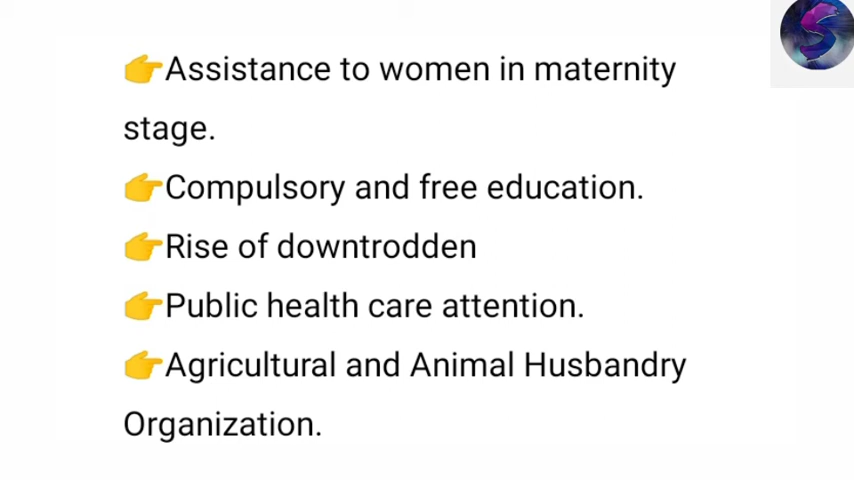 👉Assistance to women in maternity
stage.
👉Compulsory and free education.
👉Rise of downtrodden
👉Public health care attention.
👉Agricultural and Animal Husbandry
Organization.